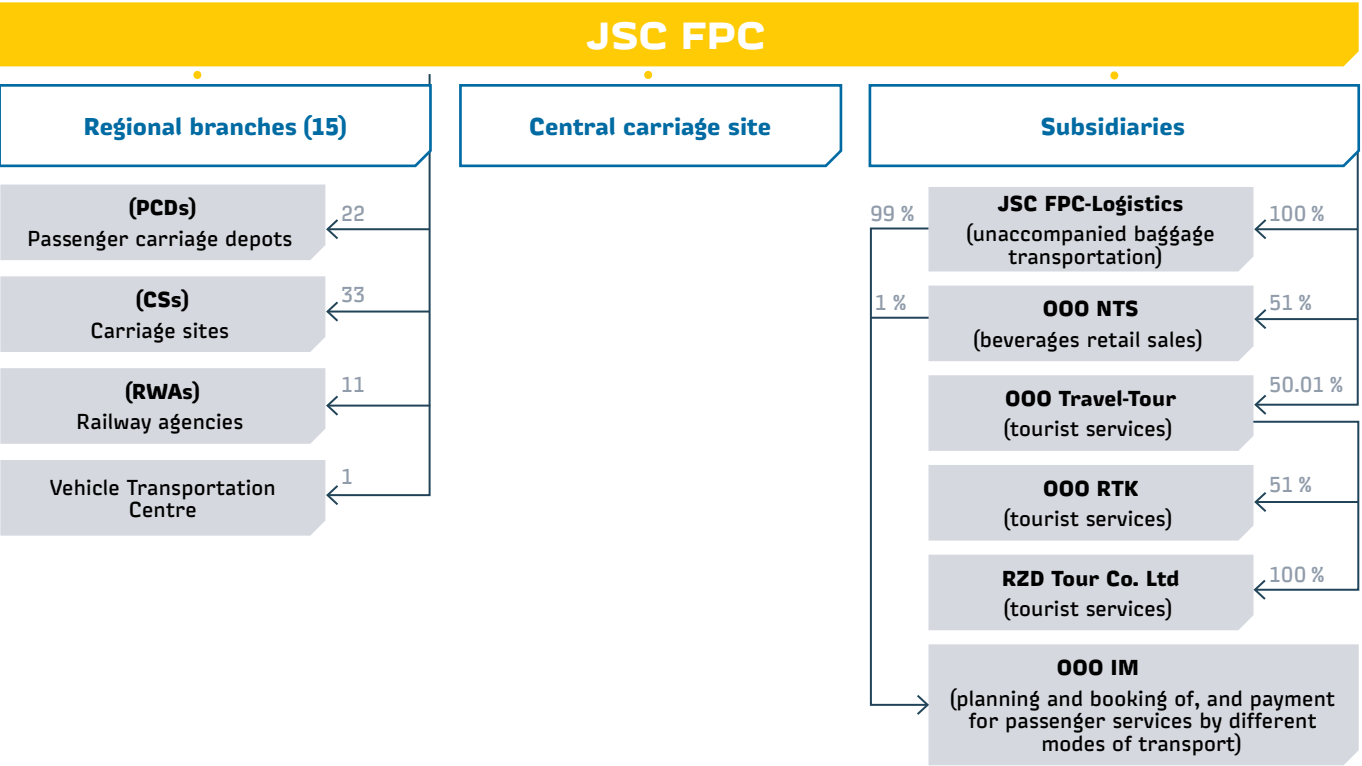 JSC FPC
Regional branches (15)
Central carriage site
Subsidiaries
(PCDs)
Passenger carriage depots
22
(CSs)
Carriage sites
33
(RWAs)
Railway agencies
11
Vehicle Transportation
Centre
1
99 %
JSC FPC-Logistics
(unaccompanied baggage
transportation)
100 %
1 %
OOO NTS
(beverages retail sales)
51 %
OOO Travel-Tour
(tourist services)
50.01 %
OOO RTK
(tourist services)
51 %
RZD Tour Co. Ltd
(tourist services)
100 %
OOO IM
(planning and booking of, and payment
for passenger services by different
modes of transport)